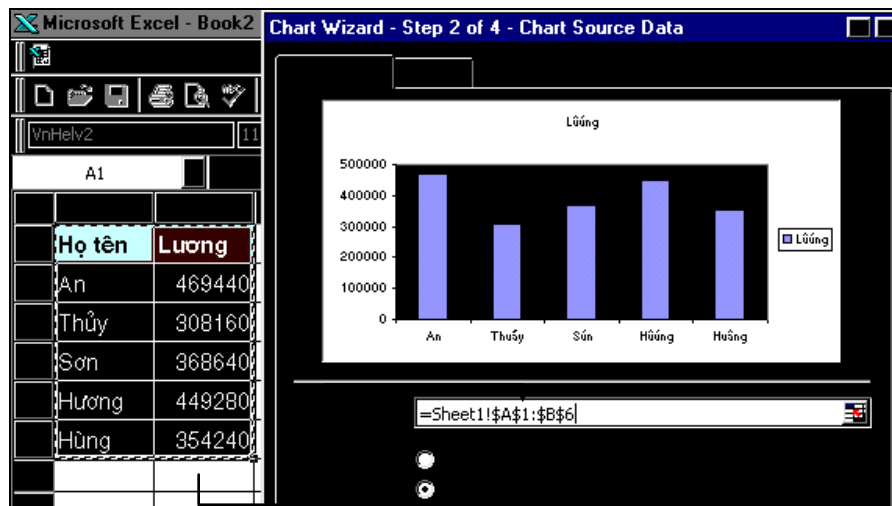 Microsoft Excel - Book2
Chart Wizard - Step 2 of 4 - Chart Source Data
VnHelv2
11
A1
Họ tên Lương
An 469440
Thủy 308160
Sơn 368640
Hương 449280
Hùng 354240
Lûúng
500000
400000
300000
200000
100000
0
An Thuãy Sún Hûúng Huâng
Lûúng
=Sheet1!$A$1:$B$6